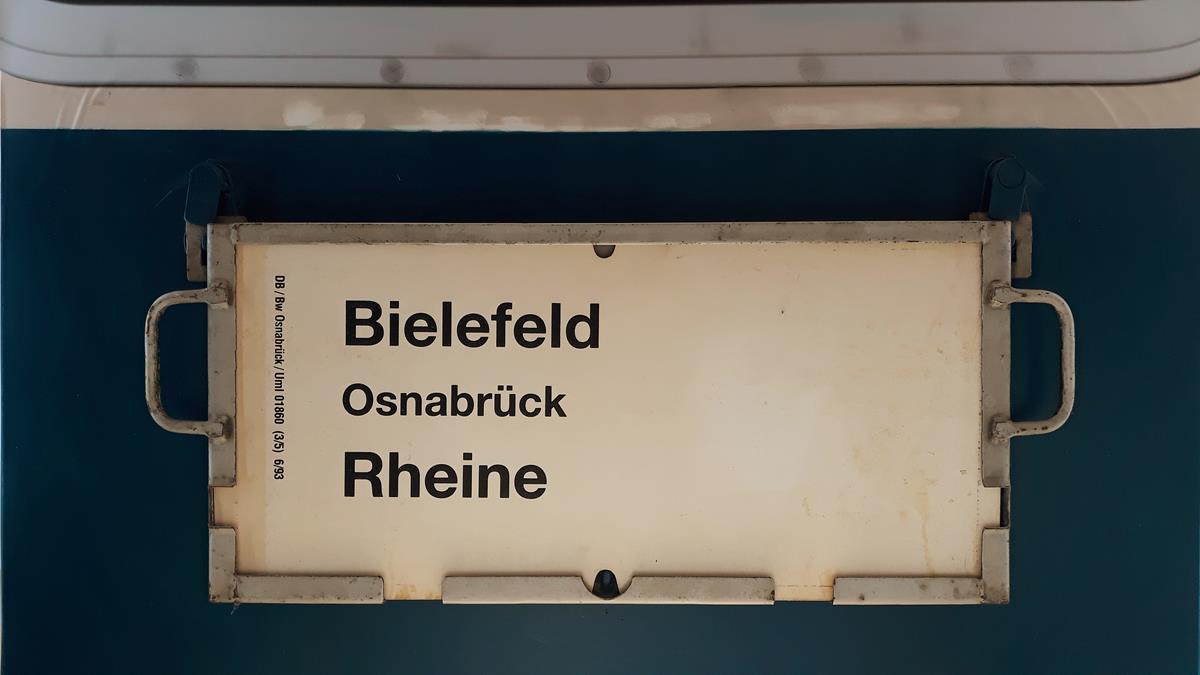 DB / Bw Osnabrück / Uml 01860 (3/5) 6/93
Bielefeld
Osnabrück
Rheine